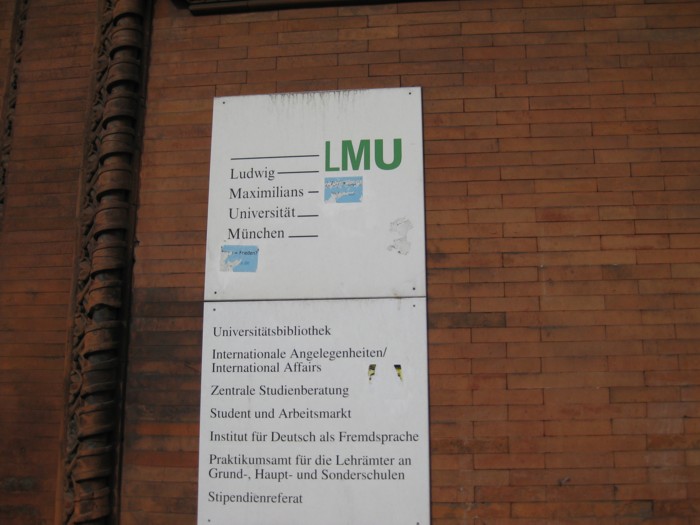 LMU
Ludwig
Maximilians
Universität
München
Universitätsbibliothek
Internationale Angelegenheiten/
International Affairs
Zentrale Studienberatung
Student und Arbeitsmarkt
Institut für Deutsch als Fremdsprache
Praktikumsamt für die Lehrämter an
Grund-, Haupt- und Sonderschulen
Stipendienreferat